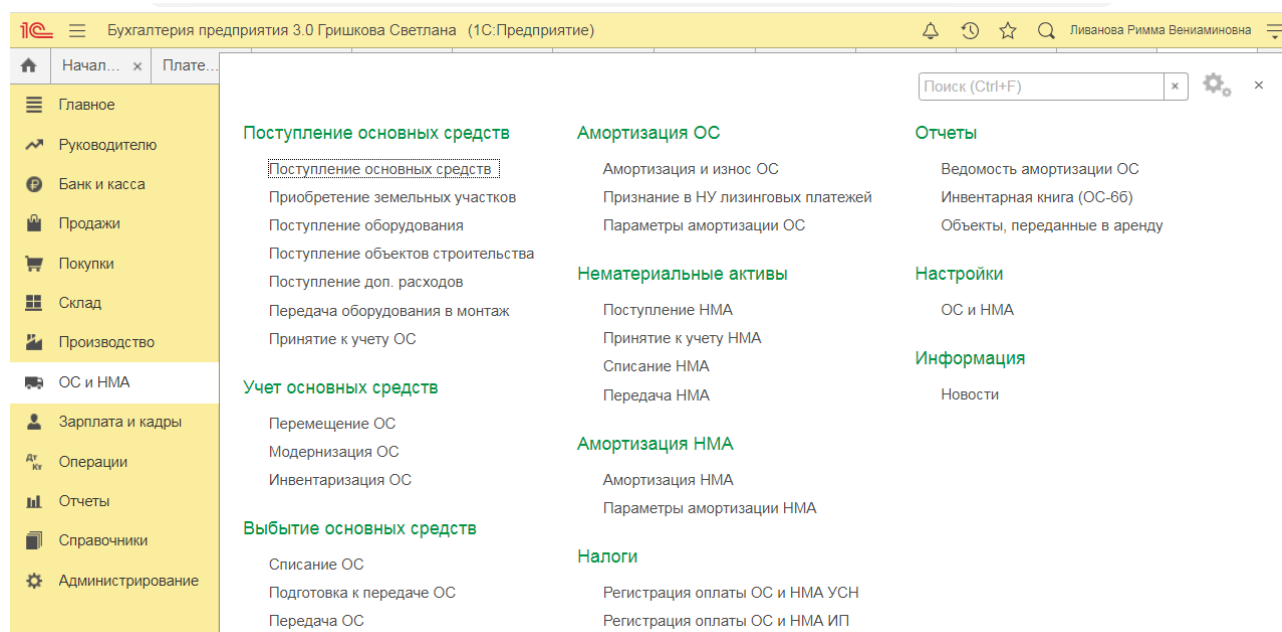 1С Бухгалтерия предприятия 3.0 Гришкова Светлана (1С:Предприятие) Ливанова Римма Вениаминовна
Начал... × Плате...
Поиск (Ctrl+F) × ×
Главное
Руководителю
Банк и касса
Продажи
Покупки
Склад
Производство
ОС и НМА
Зарплата и кадры
Дт Кт Операции
Отчеты
Справочники
Администрирование
Поступление основных средств
Поступление основных средств
Приобретение земельных участков
Поступление оборудования
Поступление объектов строительства
Поступление доп. расходов
Передача оборудования в монтаж
Принятие к учету ОС
Учет основных средств
Перемещение ОС
Модернизация ОС
Инвентаризация ОС
Выбытие основных средств
Списание ОС
Подготовка к передаче ОС
Передача ОС
Амортизация ОС
Амортизация и износ ОС
Признание в НУ лизинговых платежей
Параметры амортизации ОС
Нематериальные активы
Поступление НМА
Принятие к учету НМА
Списание НМА
Передача НМА
Амортизация НМА
Амортизация НМА
Параметры амортизации НМА
Налоги
Регистрация оплаты ОС и НМА УСН
Регистрация оплаты ОС и НМА ИП
Отчеты
Ведомость амортизации ОС
Инвентарная книга (ОС-6б)
Объекты, переданные в аренду
Настройки
ОС и НМА
Информация
Новости